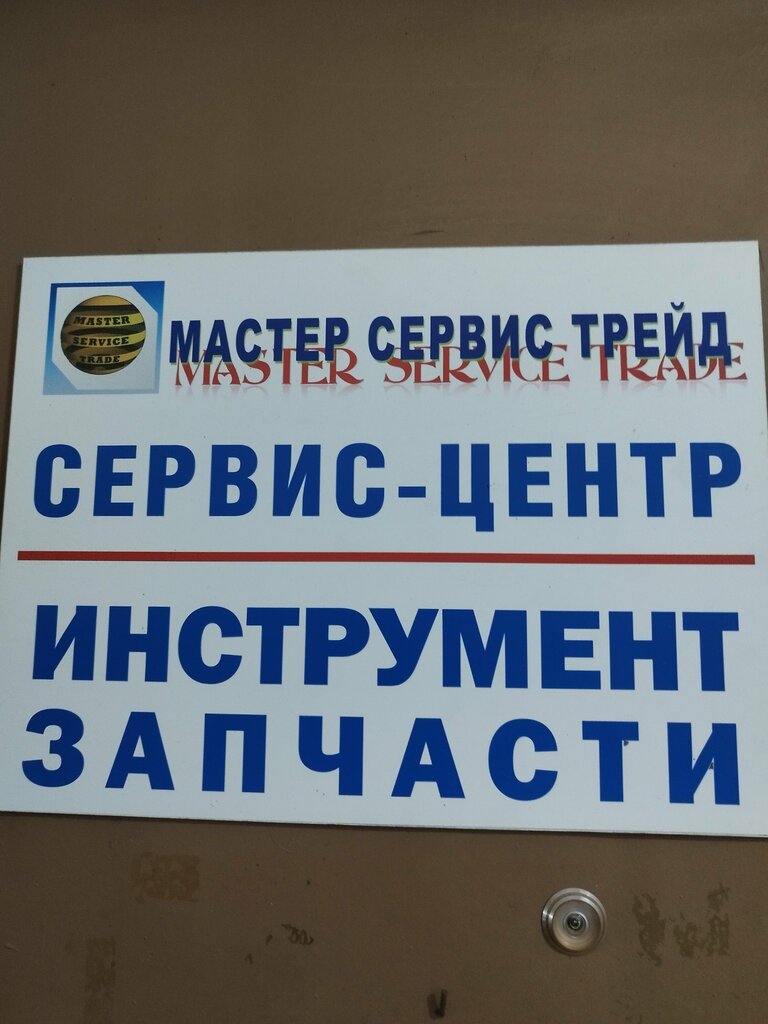 MASTER
SERVICE
TRADE
МАСТЕР СЕРВИС ТРЕЙД
MASTER SERVICE TRADE
СЕРВИС-ЦЕНТР
ИНСТРУМЕНТ
ЗАПЧАСТИ